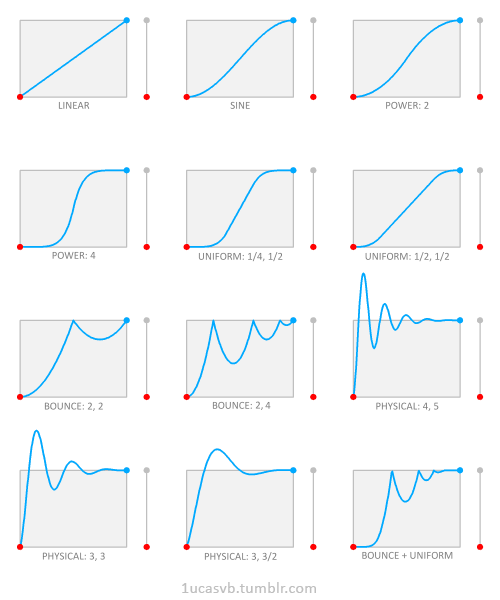 LINEAR
SINE
POWER: 2
POWER: 4
UNIFORM: 1/4, 1/2
UNIFORM: 1/2, 1/2
BOUNCE: 2, 2
BOUNCE: 2, 4
PHYSICAL: 4, 5
PHYSICAL: 3, 3
PHYSICAL: 3, 3/2
BOUNCE + UNIFORM
1ucasvb.tumblr.com